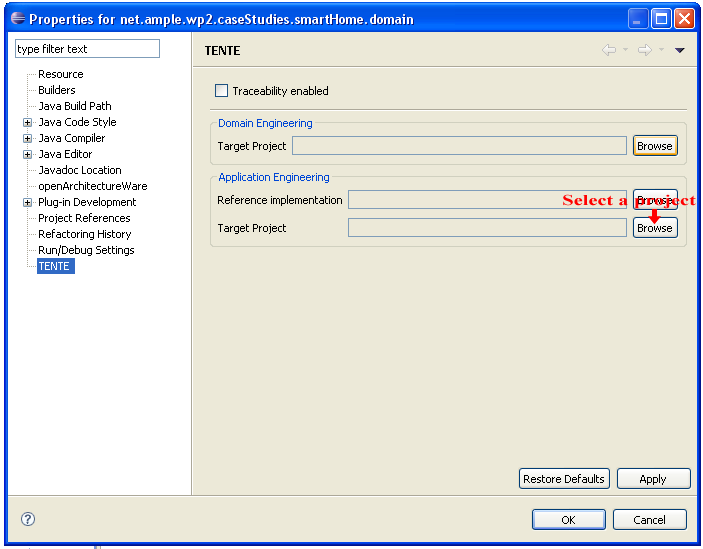 Properties for net.ample.wp2.caseStudies.smartHome.domain
type filter text
TENTE
Resource
Builders
Java Build Path
Java Code Style
Java Compiler
Java Editor
Javadoc Location
openArchitectureWare
Plug-in Development
Project References
Refactoring History
Run/Debug Settings
TENTE
Traceability enabled
Domain Engineering
Target Project
Browse
Application Engineering
Reference implementation
Browse
Select a project
Target Project
Browse
Restore Defaults
Apply
OK
Cancel